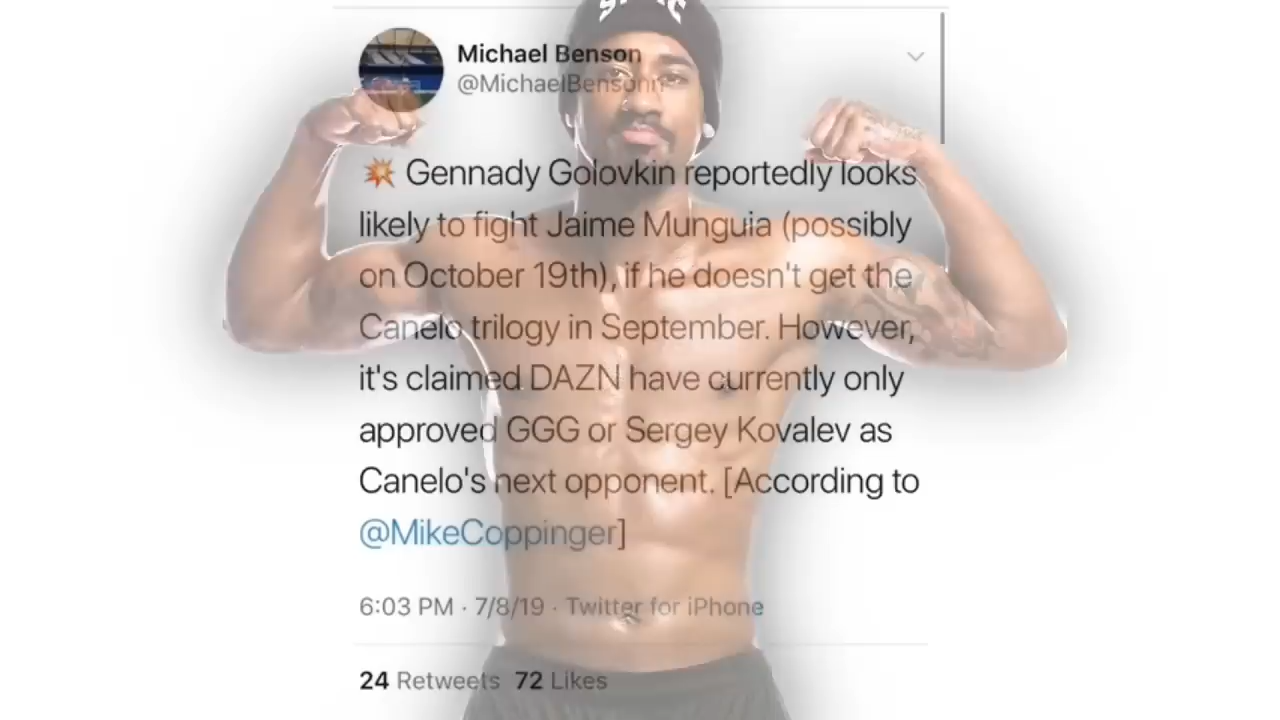 Michael Benson
@MichaelBensonn
💥 Gennady Golovkin reportedly looks
likely to fight Jaime Munguia (possibly
on October 19th), if he doesn't get the
Canelo trilogy in September. However,
it's claimed DAZN have currently only
approved GGG or Sergey Kovalev as
Canelo's next opponent. [According to
@MikeCoppinger]
6:03 PM · 7/8/19 · Twitter for iPhone
24 Retweets 72 Likes